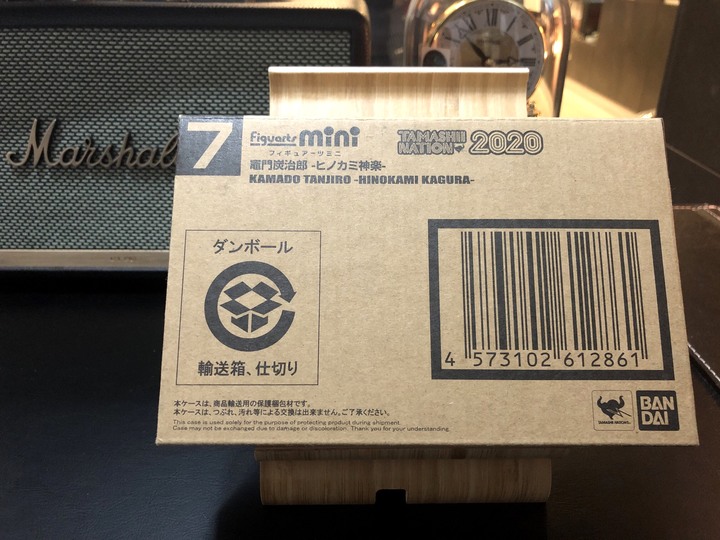 Marshal
7
Figuarts mini
フィギュアーツミニ
TAMASHII NATION 2020
竈門炭治郎 -ヒノカミ神楽-
KAMADO TANJIRO -HINOKAMI KAGURA-
ダンボール
輸送箱、仕切り
4 573102 612861
本ケースは、商品輸送用の保護梱包材です。
本ケースは、つぶれ、汚れ等による交換は出来ません。ご了承ください。
This case is used solely for the purpose of protecting product during shipment.
Case may not be exchanged due to damage or discoloration. Thank you for your understanding.
TAMASHII NATIONS
BAN
DAI